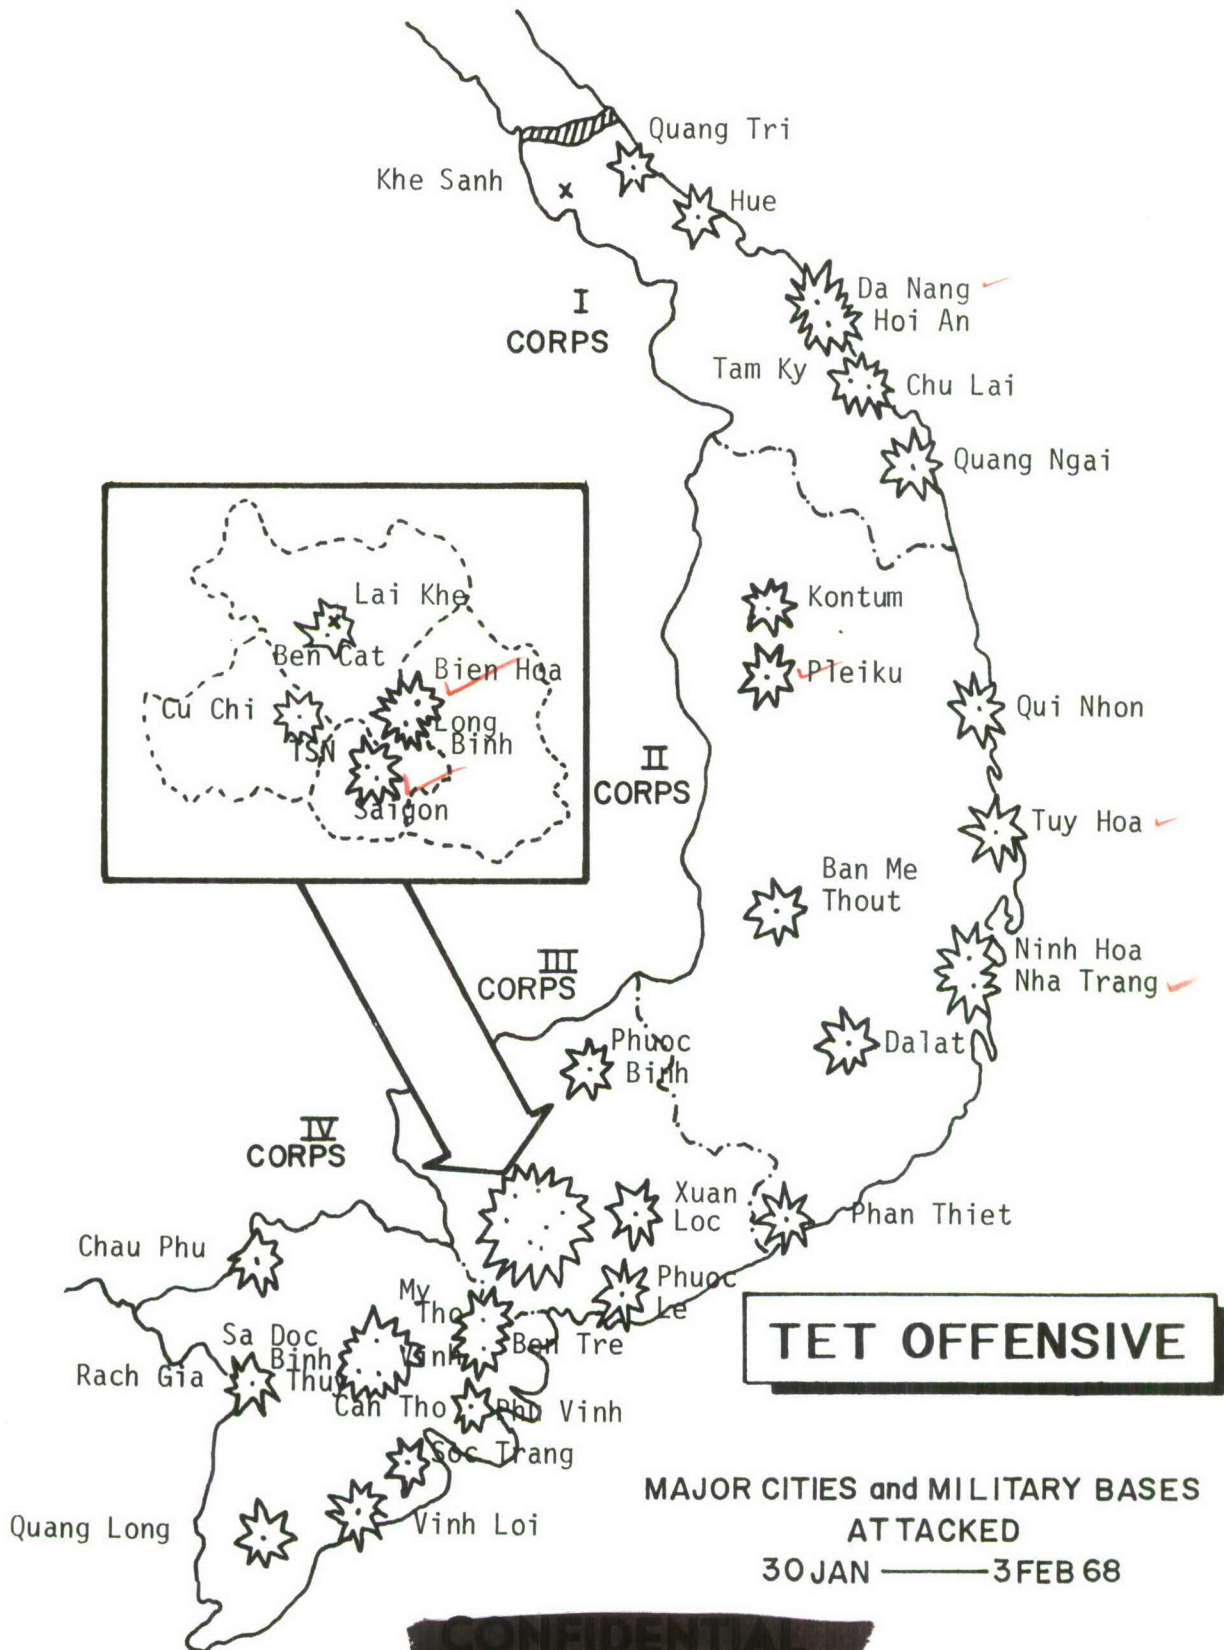 Quang Tri
Khe Sanh
x
Hue
I
CORPS
Da Nang
Hoi An
Tam Ky
Chu Lai
Quang Ngai
Lai Khe
x
Ben Cat
Bien Hoa
Cu Chi
Long
Binh
TSN
Saigon
Kontum
Pleiku
Qui Nhon
II
CORPS
Tuy Hoa
Ban Me
Thout
III
CORPS
Ninh Hoa
Nha Trang
Dalat
Phuoc
Binh
IV
CORPS
Xuan
Loc
Phan Thiet
Chau Phu
Phuoc
Le
My
Tho
Ben Tre
Sa Doc
Binh
Thuy
Vinh
Rach Gia
Can Tho
Phu Vinh
Soc Trang
Quang Long
Vinh Loi
TET OFFENSIVE
MAJOR CITIES and MILITARY BASES
ATTACKED
30 JAN — 3 FEB 68
CONFIDENTIAL